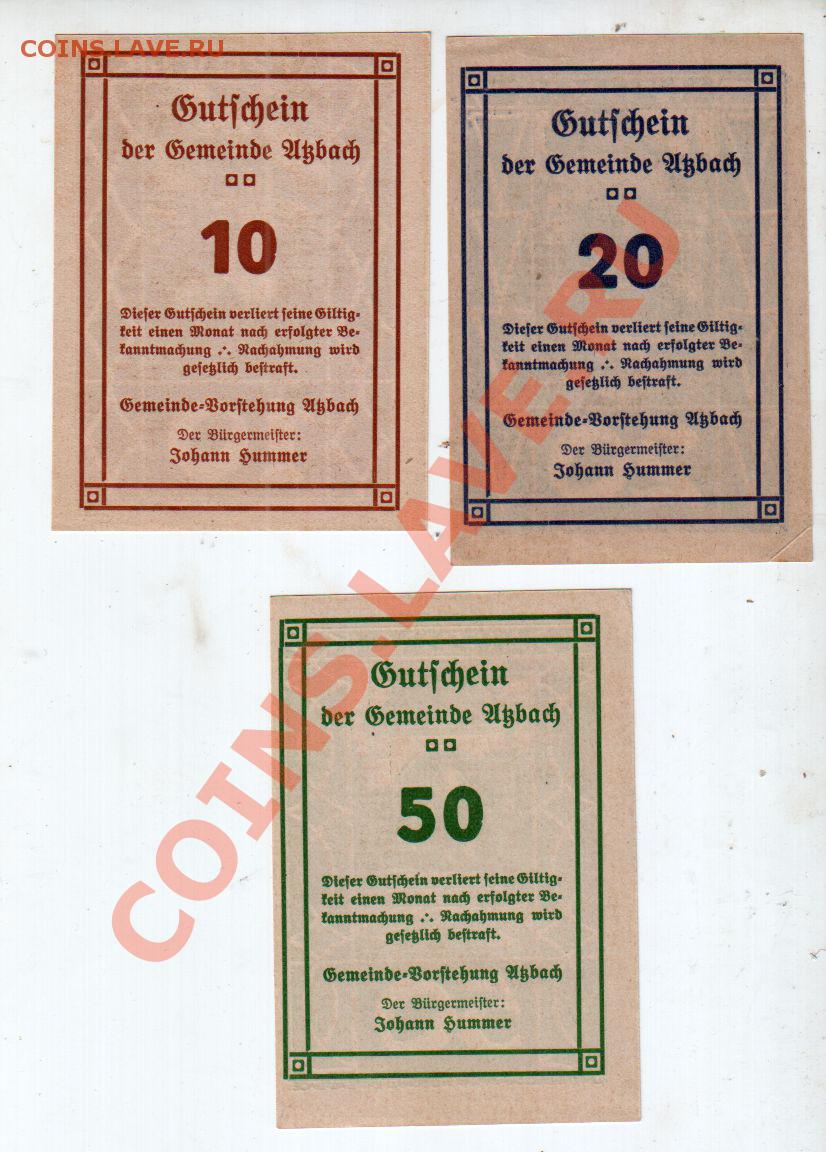 COINS.LAVE.RU
Gutschein
der Gemeinde Atzbach
10
Dieser Gutschein verliert seine Giltig-
keit einen Monat nach erfolgter Be-
kanntmachung ∴ Nachahmung wird
gesetzlich bestraft.
Gemeinde-Vorstehung Atzbach
Der Bürgermeister:
Johann Hummer
Gutschein
der Gemeinde Atzbach
20
Dieser Gutschein verliert seine Giltig-
keit einen Monat nach erfolgter Be-
kanntmachung ∴ Nachahmung wird
gesetzlich bestraft.
Gemeinde-Vorstehung Atzbach
Der Bürgermeister:
Johann Hummer
Gutschein
der Gemeinde Atzbach
50
Dieser Gutschein verliert seine Giltig-
keit einen Monat nach erfolgter Be-
kanntmachung ∴ Nachahmung wird
gesetzlich bestraft.
Gemeinde-Vorstehung Atzbach
Der Bürgermeister:
Johann Hummer
COINS.LAVE.RU